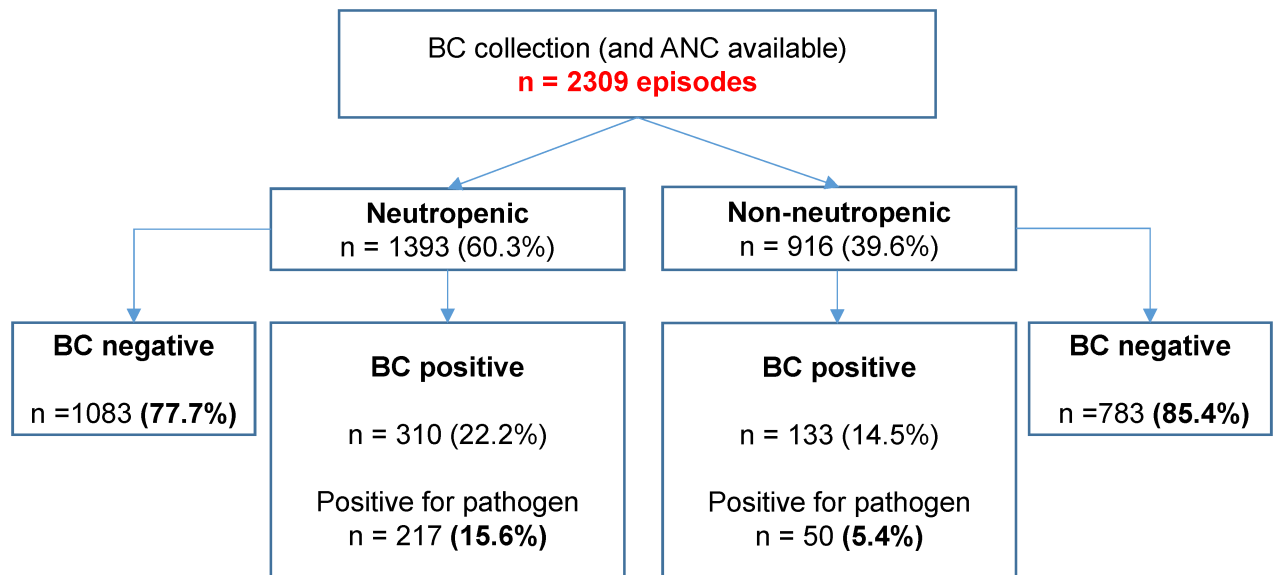 BC collection (and ANC available)
n = 2309 episodes
Neutropenic
n = 1393 (60.3%)
Non-neutropenic
n = 916 (39.6%)
BC negative
n =1083 (77.7%)
BC positive
n = 310 (22.2%)
Positive for pathogen
n = 217 (15.6%)
BC positive
n = 133 (14.5%)
Positive for pathogen
n = 50 (5.4%)
BC negative
n =783 (85.4%)